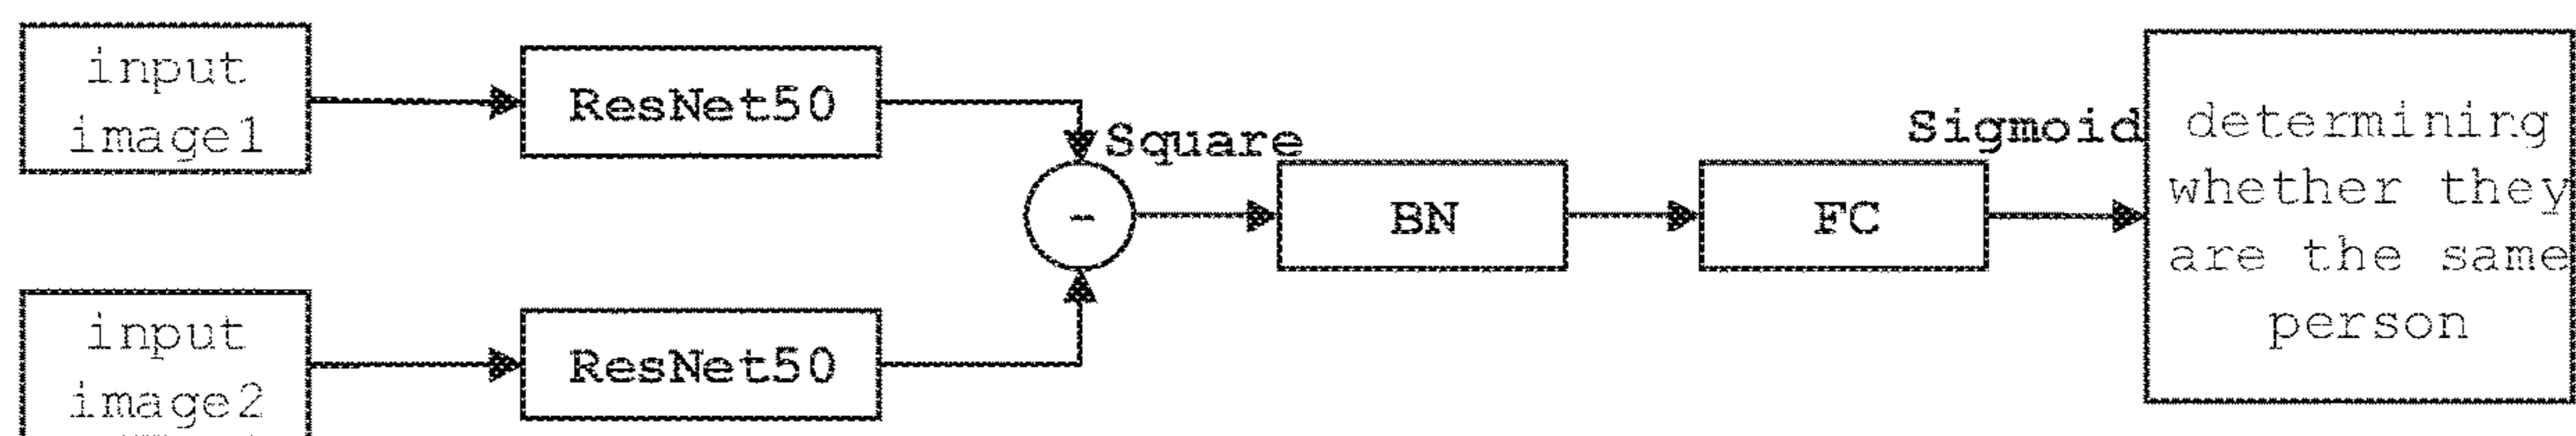 input
image1
ResNet50
Square
-
BN
FC
Sigmoid
determining
whether they
are the same
person
input
image2
ResNet50